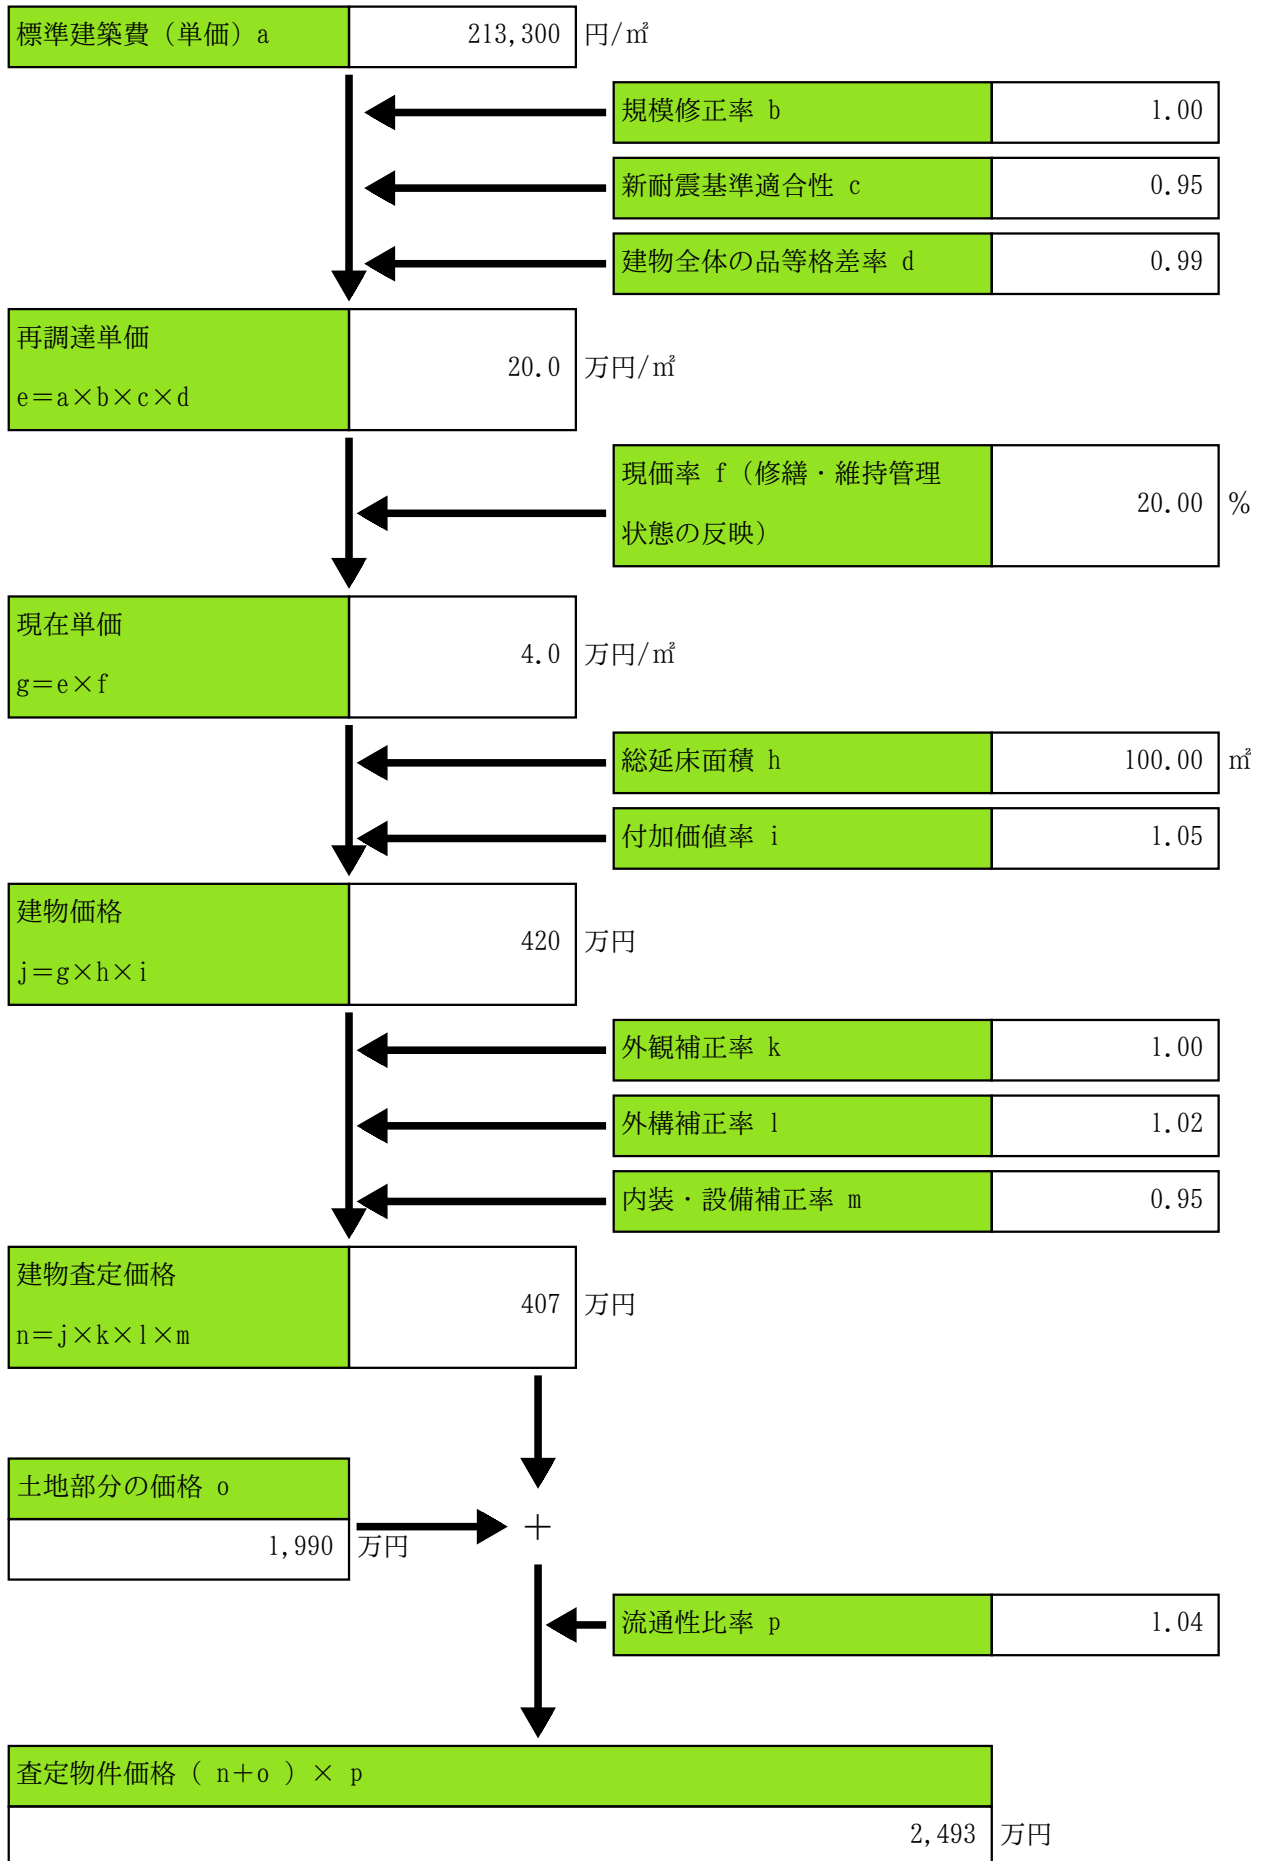 標準建築費（単価）a 213,300 円/㎡
規模修正率 b 1.00
新耐震基準適合性 c 0.95
建物全体の品等格差率 d 0.99
再調達単価
e＝a×b×c×d
20.0 万円/㎡
現価率 f（修繕・維持管理
状態の反映）
20.00 %
現在単価
g＝e×f
4.0 万円/㎡
総延床面積 h 100.00 ㎡
付加価値率 i 1.05
建物価格
j＝g×h×i
420 万円
外観補正率 k 1.00
外構補正率 l 1.02
内装・設備補正率 m 0.95
建物査定価格
n＝j×k×l×m
407 万円
土地部分の価格 o
1,990 万円
＋
流通性比率 p 1.04
査定物件価格（ n＋o ）× p
2,493 万円